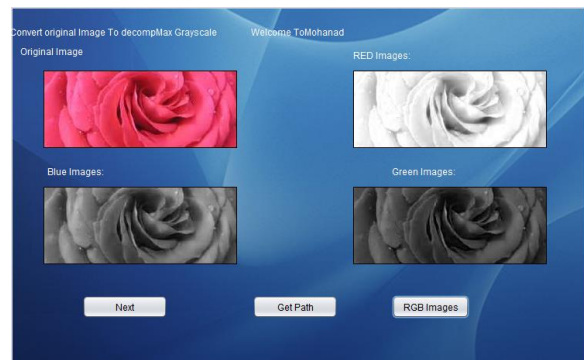 Convert original Image To decompMax Grayscale Welcome ToMohanad
Original Image
RED Images:
Blue Images:
Green Images:
Next
Get Path
RGB Images